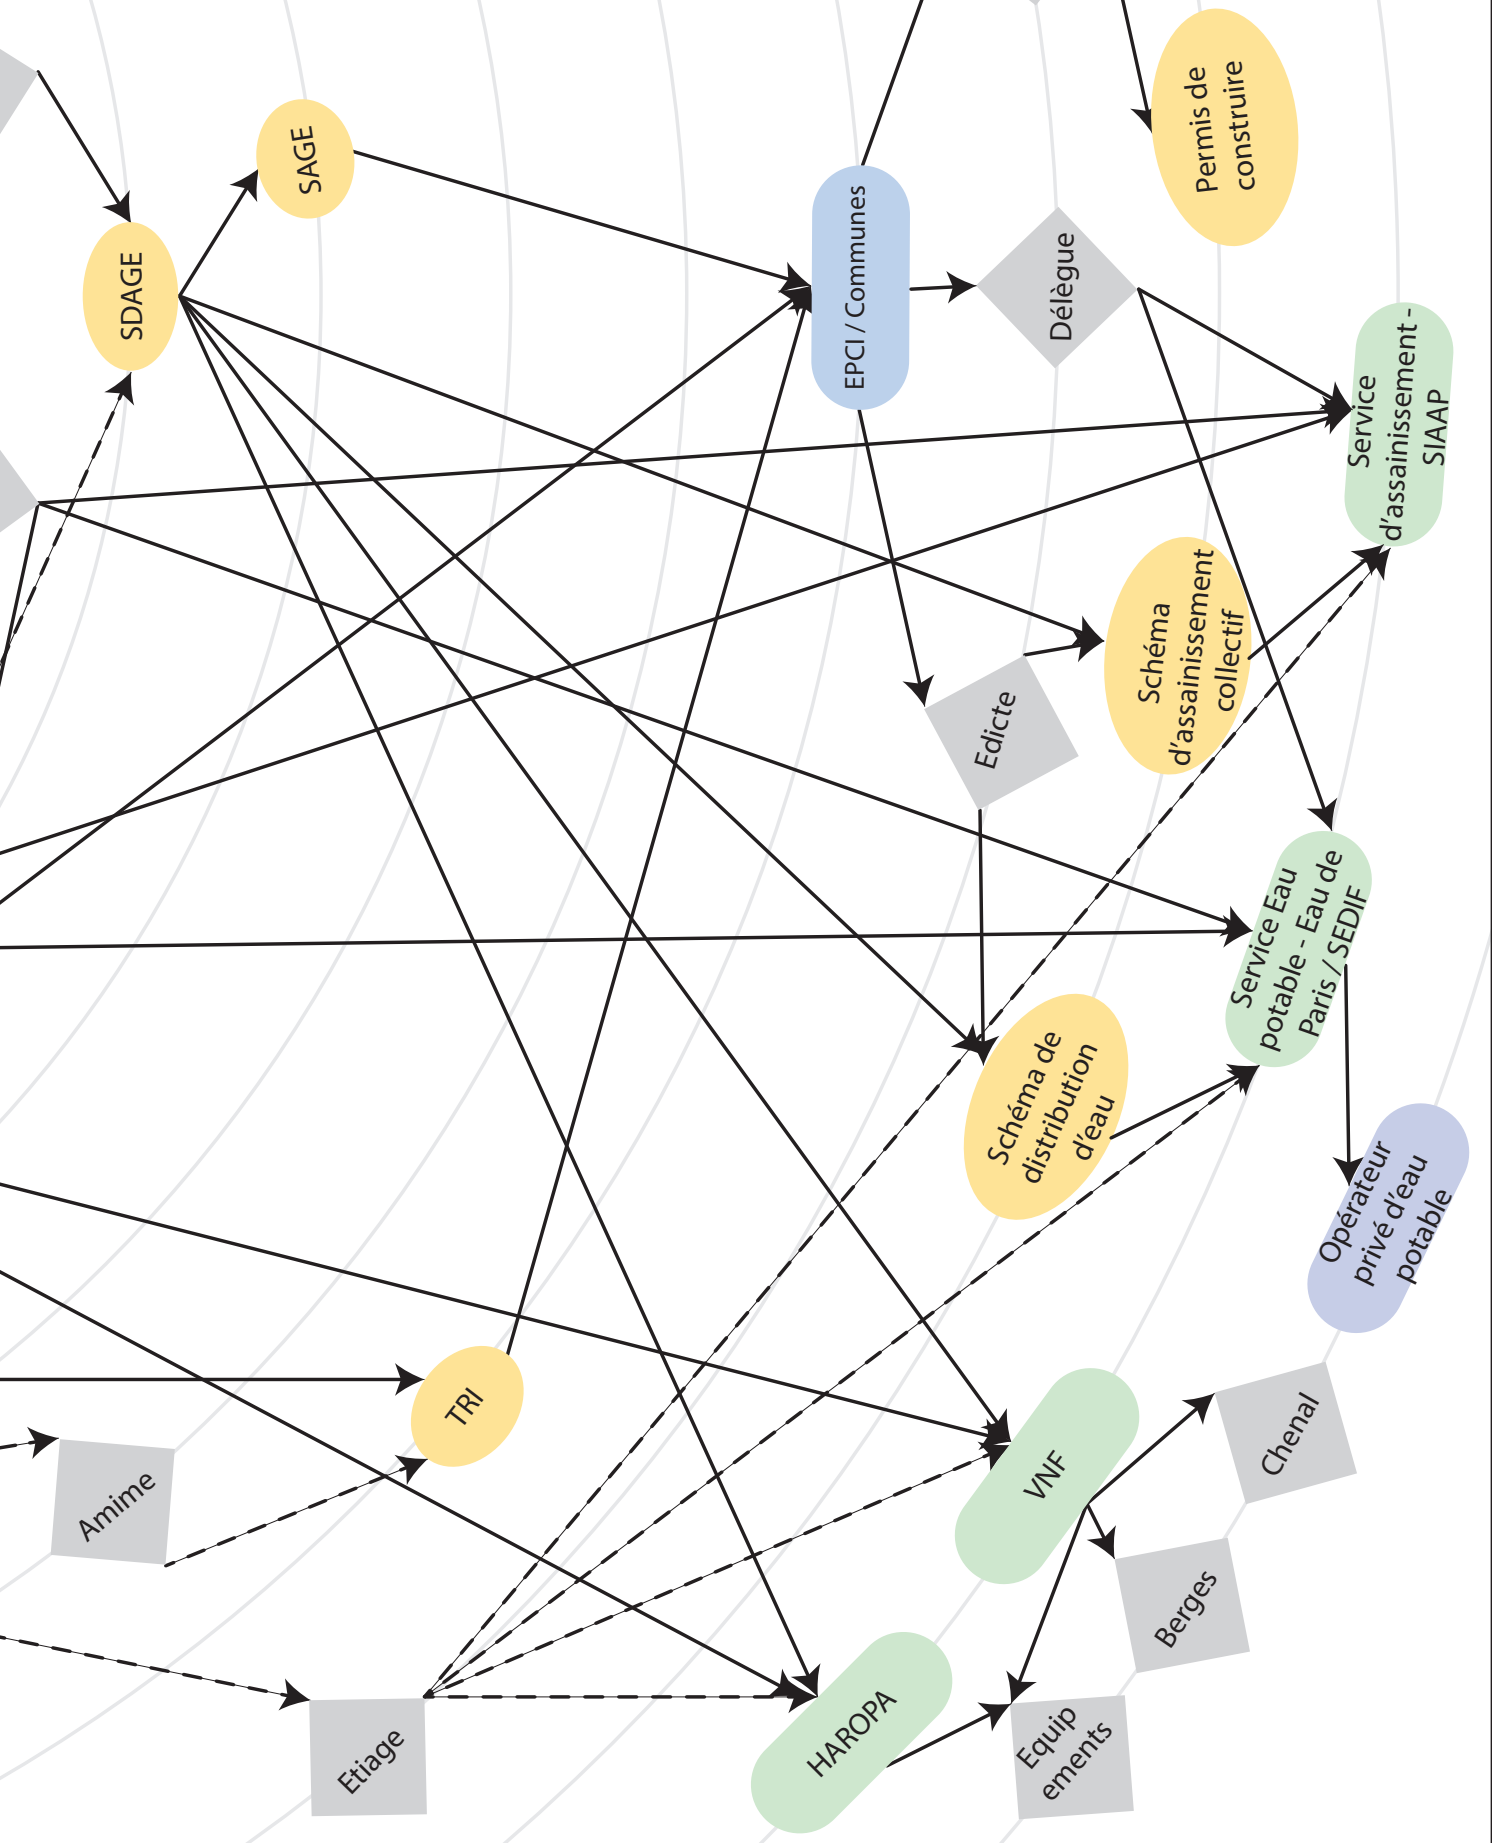 Permis de
construire
SAGE
SDAGE
EPCI / Communes
Délègue
Service
d'assainissement -
SIAAP
Schéma
d'assainissement
collectif
Edicte
Service Eau
potable - Eau de
Paris / SEDIF
Schéma de
distribution
d'eau
Opérateur
privé d'eau
potable
TRI
Amime
VNF
Chenal
Berges
HAROPA
Equip
ements
Etiage